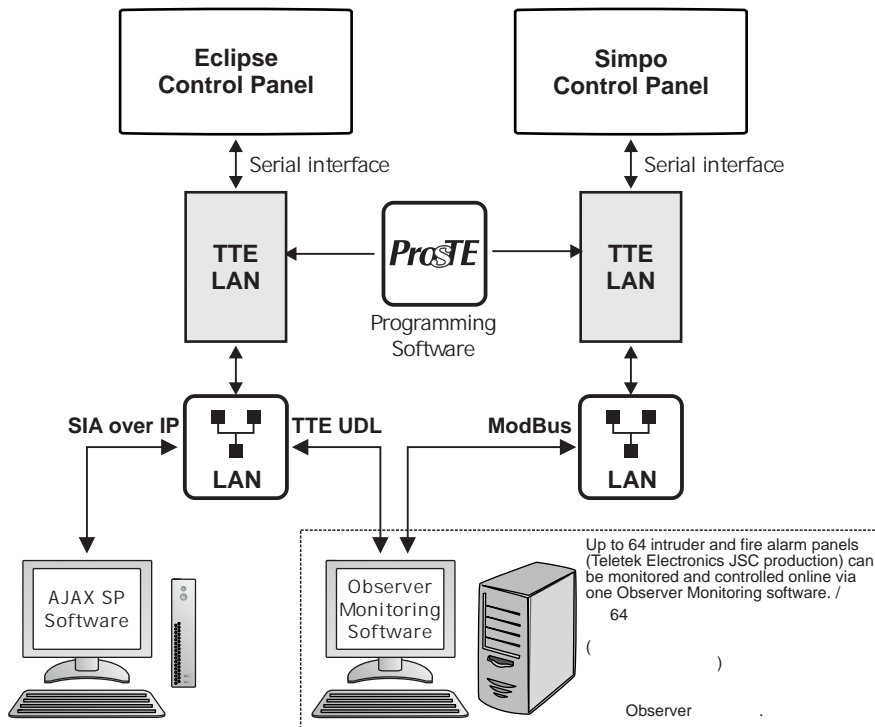 Eclipse
Control Panel
Simpo
Control Panel
Serial interface
Serial interface
TTE
LAN
ProsTE
TTE
LAN
Programming
Software
SIA over IP
TTE UDL
ModBus
LAN
LAN
AJAX SP
Software
Observer
Monitoring
Software
Up to 64 intruder and fire alarm panels
(Teletek Electronics JSC production) can
be monitored and controlled online via
one Observer Monitoring software. /
64
(
)
Observer .